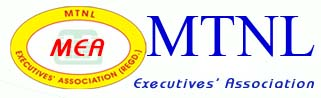 MTNL
MEA
EXECUTIVES' ASSOCIATION (REGD.)
MTNL
Executives' Association